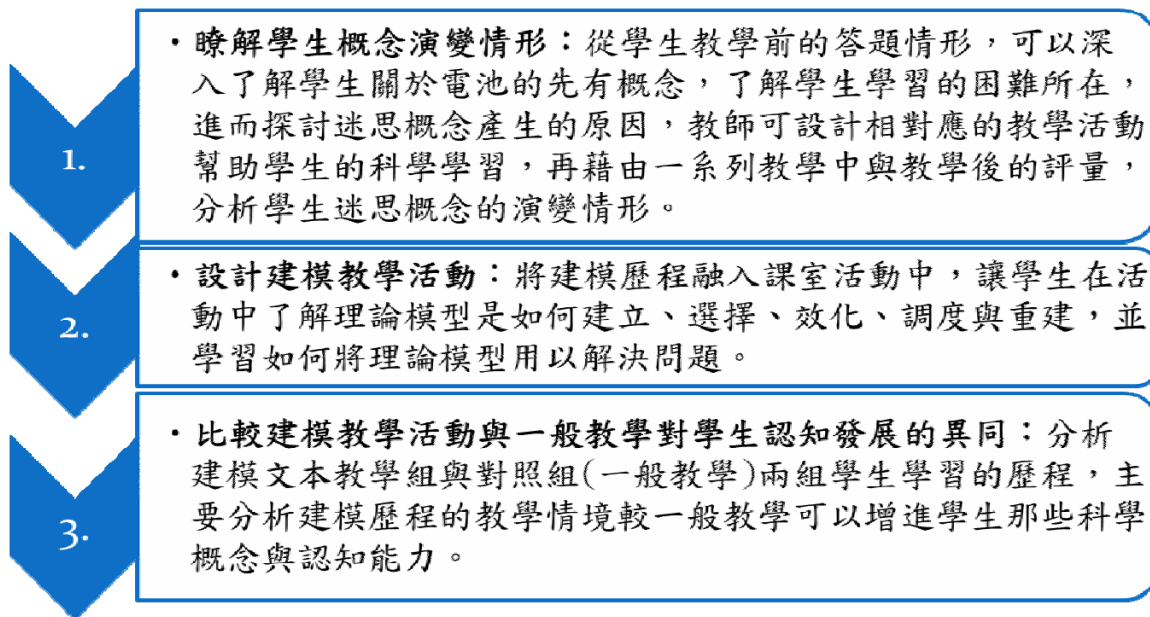 1.
・瞭解學生概念演變情形：從學生教學前的答題情形，可以深
入了解學生關於電池的先有概念，了解學生學習的困難所在，
進而探討迷思概念產生的原因，教師可設計相對應的教學活動
幫助學生的科學學習，再藉由一系列教學中與教學後的評量，
分析學生迷思概念的演變情形。
2.
・設計建模教學活動：將建模歷程融入課室活動中，讓學生在活
動中了解理論模型是如何建立、選擇、效化、調度與重建，並
學習如何將理論模型用以解決問題。
3.
・比較建模教學活動與一般教學對學生認知發展的異同：分析
建模文本教學組與對照組(一般教學)兩組學生學習的歷程，主
要分析建模歷程的教學情境較一般教學可以增進學生那些科學
概念與認知能力。